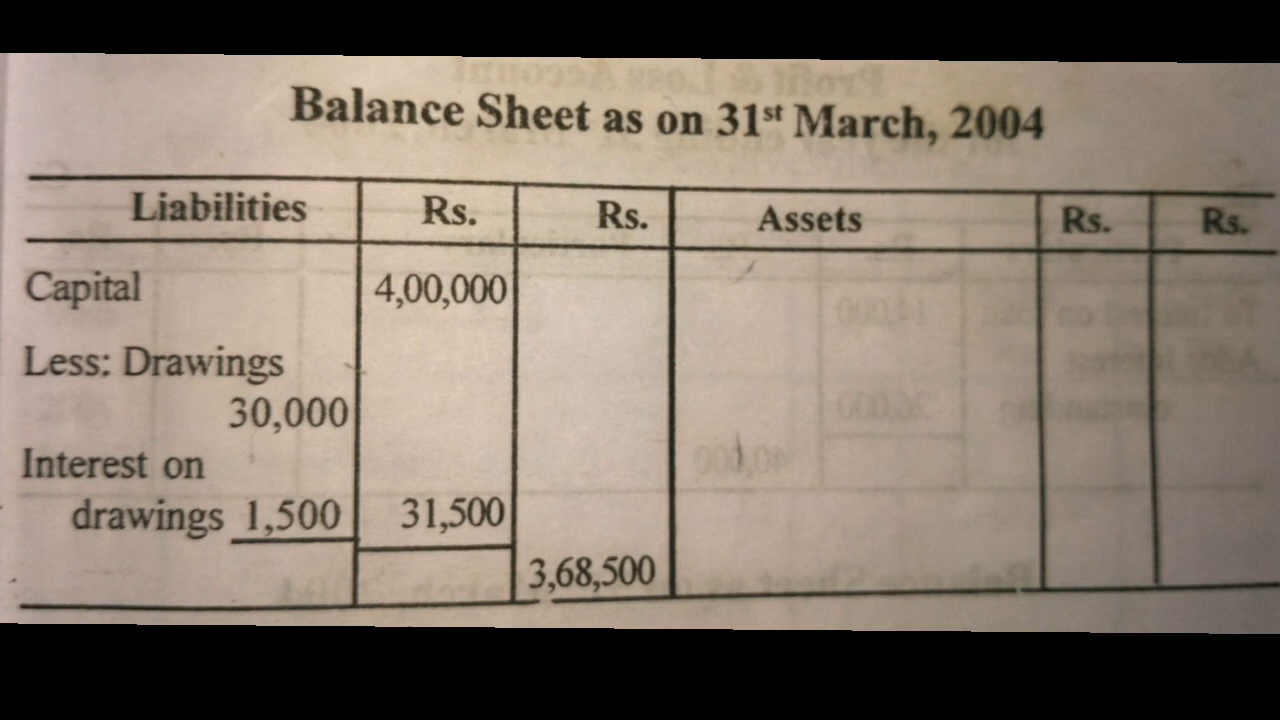 Balance Sheet as on 31st March, 2004
Liabilities Rs. Rs. Assets Rs. Rs.
Capital 4,00,000
Less: Drawings
30,000
Interest on
drawings 1,500 31,500
3,68,500